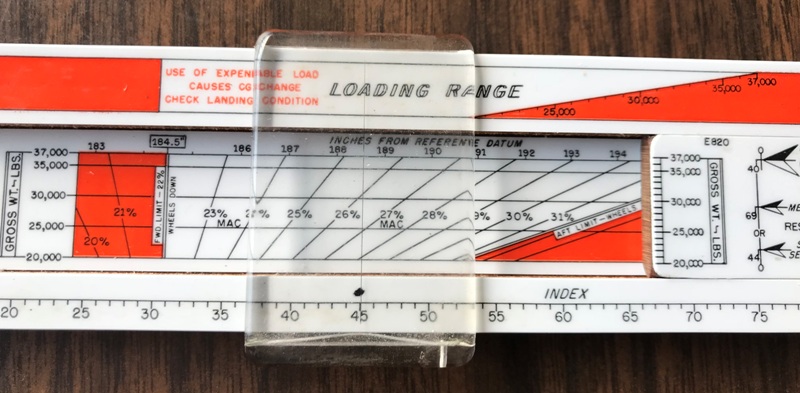 USE OF EXPENDABLE LOAD
CAUSES CG CHANGE
CHECK LANDING CONDITION
LOADING RANGE
25,000 30,000 35,000 37,000
183 184.5" INCHES FROM REFERENCE DATUM
186 187 188 189 190 191 192 193 194
E820
GROSS WT.~LBS.
37,000
35,000
30,000
25,000
20,000
20% 21%
FWD. LIMIT-22%
WHEELS DOWN
23% 24% 25% 26% 27% 28% 29% 30% 31%
MAC MAC
AFT LIMIT-WHEELS
37,000
35,000
30,000
25,000
20,000
GROSS WT.~LBS.
40
69
OR
44
INDEX
20 25 30 35 40 45 50 55 60 65 70 75